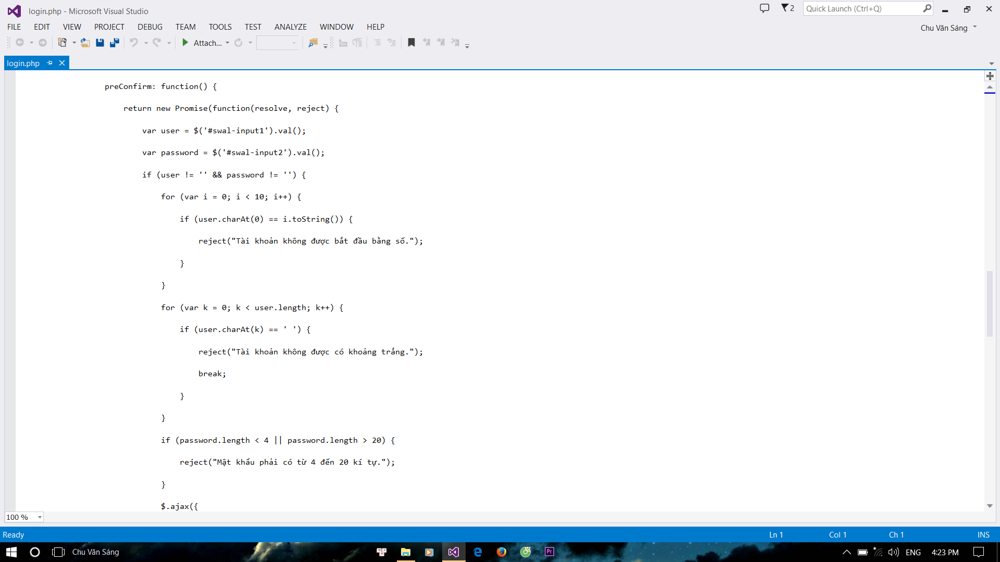 login.php - Microsoft Visual Studio
2
Quick Launch (Ctrl+Q)
FILE EDIT VIEW PROJECT DEBUG TEAM TOOLS TEST ANALYZE WINDOW HELP
Chu Văn Sáng
Attach...
login.php
preConfirm: function() {
return new Promise(function(resolve, reject) {
var user = $('#swal-input1').val();
var password = $('#swal-input2').val();
if (user != '' && password != '') {
for (var i = 0; i < 10; i++) {
if (user.charAt(0) == i.toString()) {
reject("Tài khoản không được bắt đầu bằng số.");
}
}
for (var k = 0; k < user.length; k++) {
if (user.charAt(k) == ' ') {
reject("Tài khoản không được có khoảng trắng.");
break;
}
}
if (password.length < 4 || password.length > 20) {
reject("Mật khẩu phải có từ 4 đến 20 kí tự.");
}
$.ajax({
100 %
Ready
Ln 1
Col 1
Ch 1
INS
Chu Văn Sáng
Pr
ENG
4:23 PM